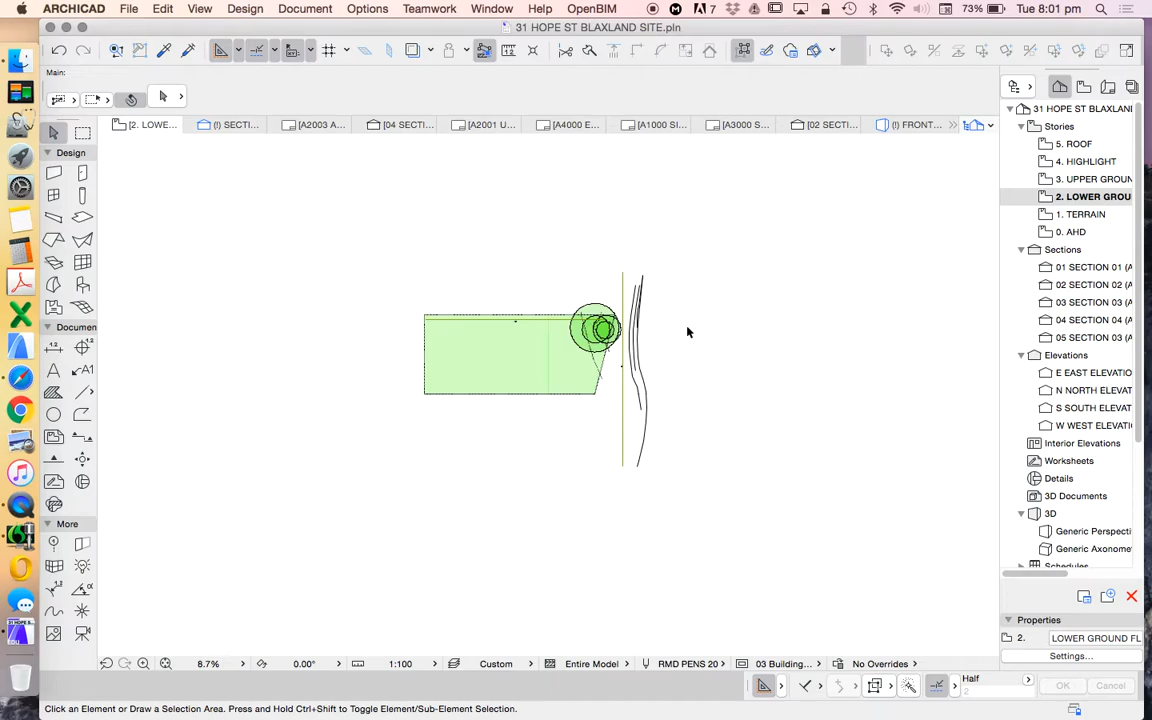 ARCHICAD File Edit View Design Document Options Teamwork Window Help OpenBIM 7 73% Tue 8:01 pm
31 HOPE ST BLAXLAND SITE.pln
Main:
[2. LOWE... (!) SECTI... [A2003 A... [04 SECTI... [A2001 U... [A4000 E... [A1000 SI... [A3000 S... [02 SECTI... (!) FRONT...
Design
Documen
More
31 HOPE ST BLAXLANI
Stories
5. ROOF
4. HIGHLIGHT
3. UPPER GROUN
2. LOWER GROU
1. TERRAIN
0. AHD
Sections
01 SECTION 01 (A
02 SECTION 02 (A
03 SECTION 03 (A
04 SECTION 04 (A
05 SECTION 03 (A
Elevations
E EAST ELEVATIO
N NORTH ELEVAT
S SOUTH ELEVAT
W WEST ELEVATI
Interior Elevations
Worksheets
Details
3D Documents
3D
Generic Perspecti
Generic Axonome
Schedules
Properties
2. LOWER GROUND FL
Settings...
8.7% 0.00° 1:100 Custom Entire Model RMD PENS 20 03 Building... No Overrides
Half
2
OK Cancel
Click an Element or Draw a Selection Area. Press and Hold Ctrl+Shift to Toggle Element/Sub-Element Selection.